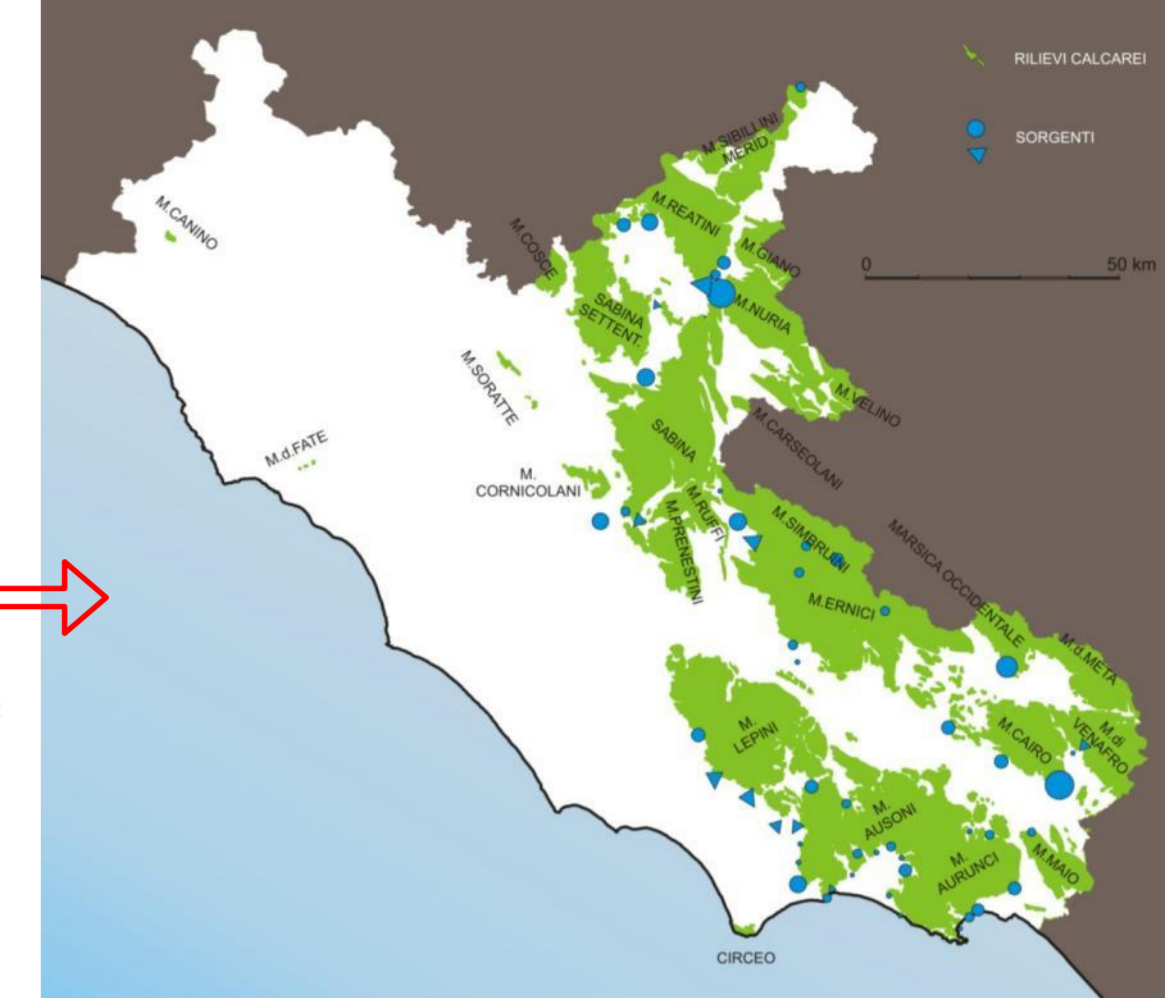 RILIEVI CALCAREI
SORGENTI
0
50 km
M.SIBILLINI
MERID.
M.REATINI
M.CANINO
M.COSCE
M.GIANO
SABINA
SETTENT.
M.NURIA
M.SORATTE
M.VELINO
M.CARSEOLANI
SABINA
M.d.FATE
M.
CORNICOLANI
M.RUFFI
M.PRENESTINI
M.SIMBRUINI
MARSICA OCCIDENTALE
M.ERNICI
M.d.META
M.
LEPINI
M.CAIRO
M.di
VENAFRO
M.
AUSONI
M.
AURUNCI
M.MAIO
CIRCEO